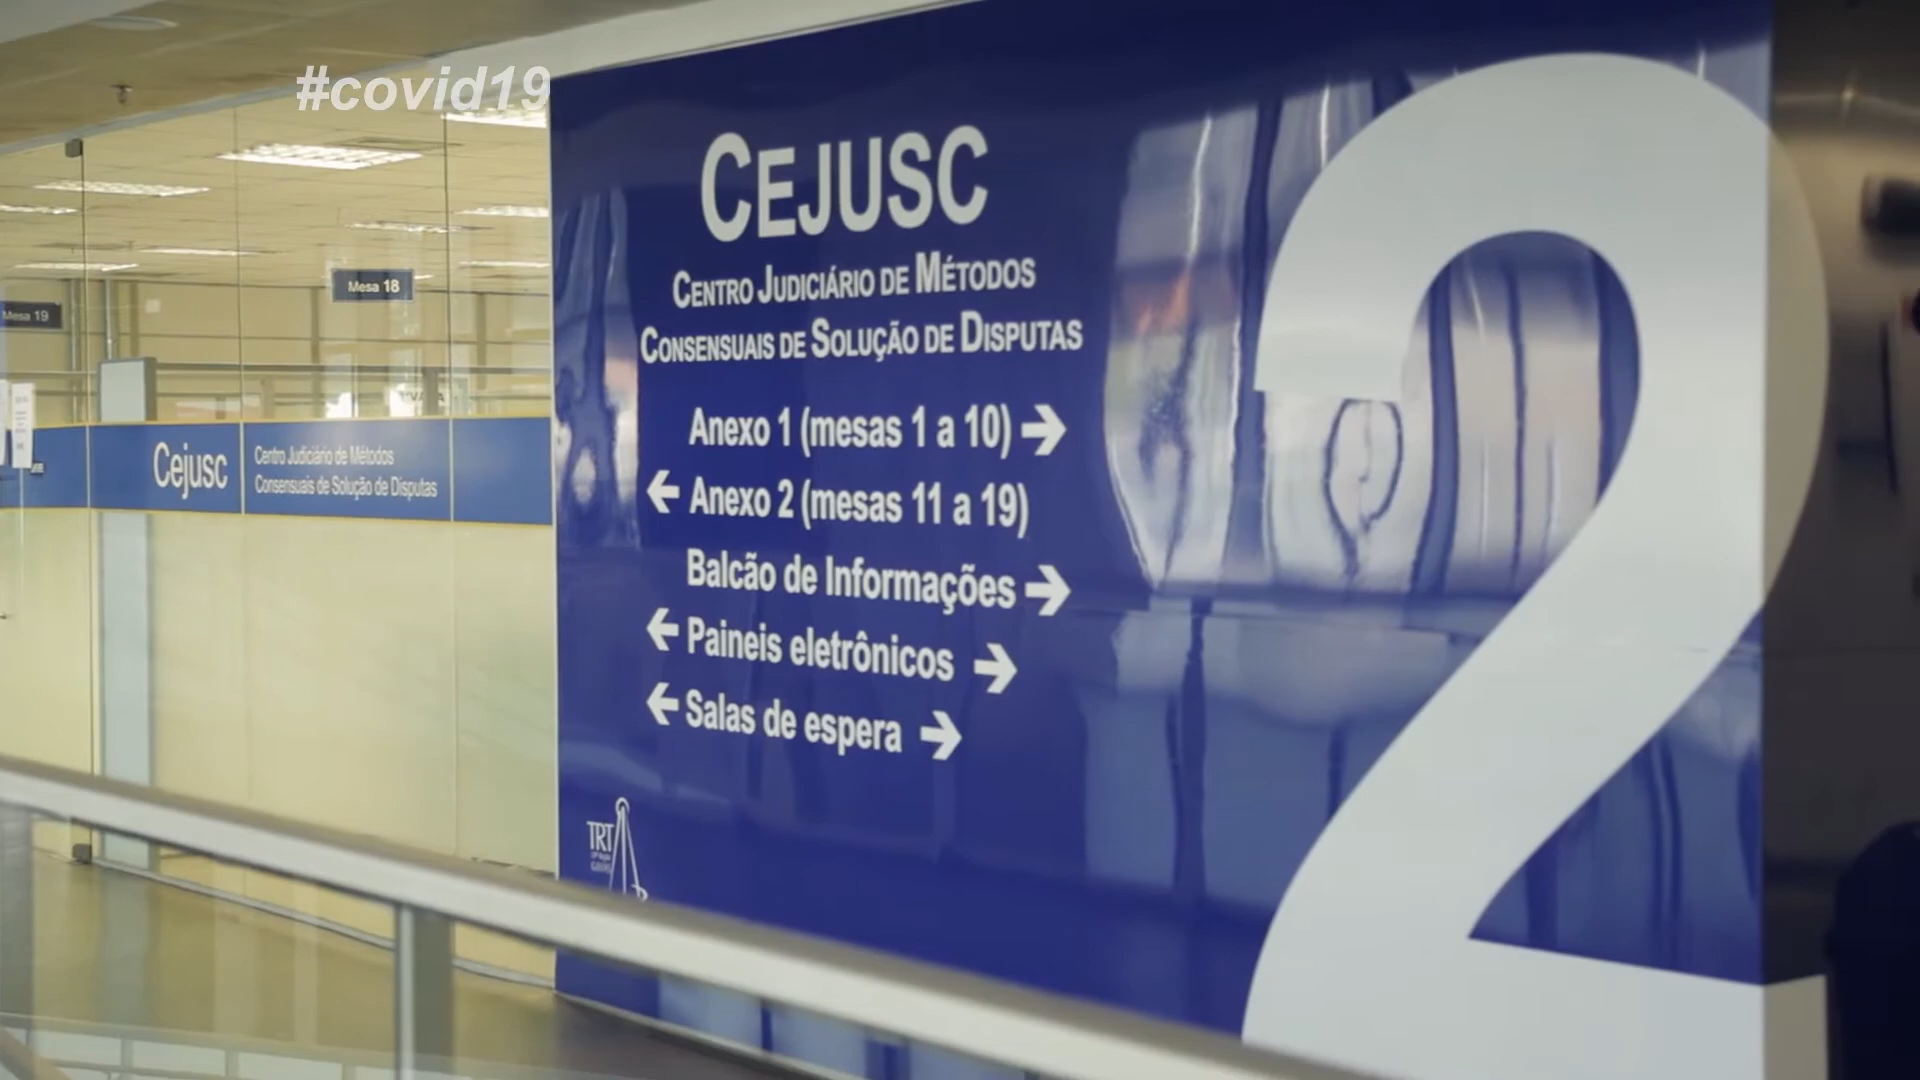 #covid19
CEJUSC
CENTRO JUDICIÁRIO DE MÉTODOS
CONSENSUAIS DE SOLUÇÃO DE DISPUTAS
Anexo 1 (mesas 1 a 10) →
← Anexo 2 (mesas 11 a 19)
Balcão de Informações →
← Paineis eletrônicos →
← Salas de espera →
2
TRT
Mesa 18
Mesa 19
Cejusc
Centro Judiciário de Métodos
Consensuais de Solução de Disputas